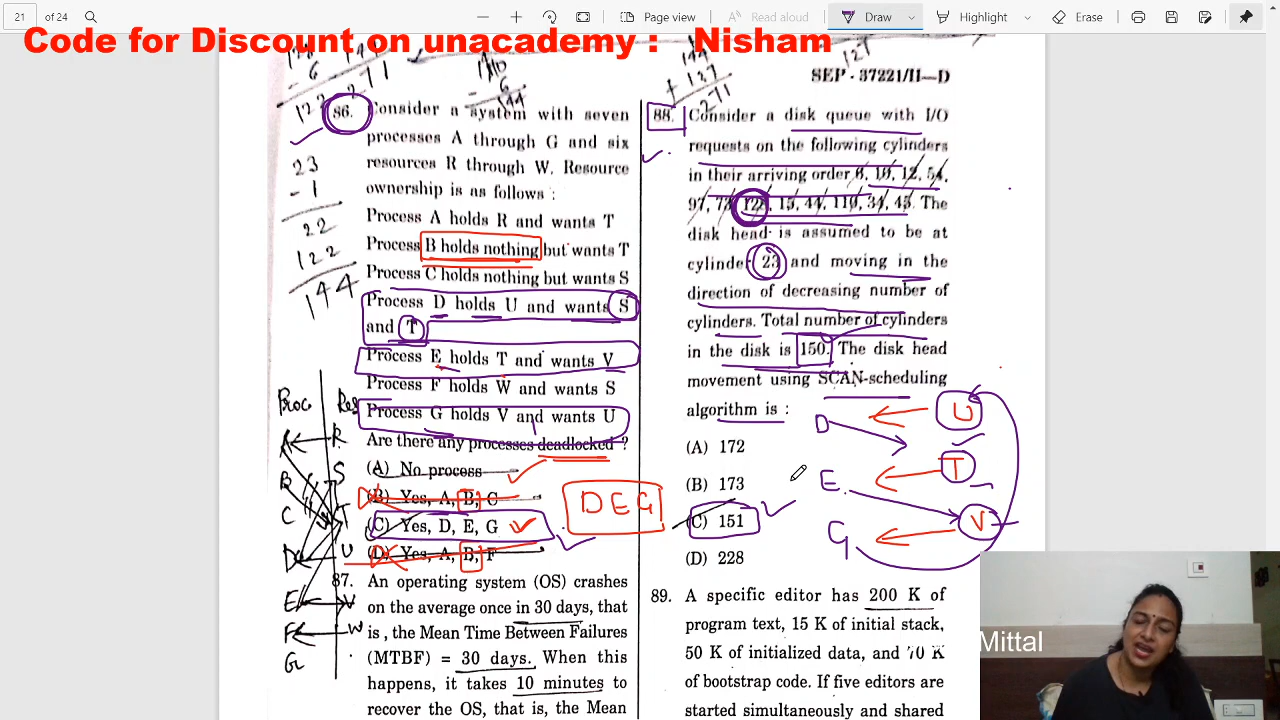 21 of 24
Page view
Read aloud
Draw
Highlight
Erase
Code for Discount on unacademy : Nisham
SEP - 37221/II—D
86. Consider a system with seven
processes A through G and six
resources R through W. Resource
ownership is as follows :
Process A holds R and wants T
Process B holds nothing but wants T
Process C holds nothing but wants S
Process D holds U and wants S
and T
Process E holds T and wants V
Process F holds W and wants S
Process G holds V and wants U
Are there any processes deadlocked ?
(A) No process
(B) Yes, A, B, C
(C) Yes, D, E, G
(D) Yes, A, B, F
DEG
87. An operating system (OS) crashes
on the average once in 30 days, that
is , the Mean Time Between Failures
(MTBF) = 30 days. When this
happens, it takes 10 minutes to
recover the OS, that is, the Mean
23
- 1
22
122
144
Proc Res
A R
B S
C T
D U
E V
F W
G
88. Consider a disk queue with I/O
requests on the following cylinders
in their arriving order 6, 10, 12, 54,
97, 73, 128, 15, 44, 110, 34, 45. The
disk head is assumed to be at
cylinder 23 and moving in the
direction of decreasing number of
cylinders. Total number of cylinders
in the disk is 150. The disk head
movement using SCAN-scheduling
algorithm is :
(A) 172
(B) 173
(C) 151
(D) 228
D U
E. T
G V
89. A specific editor has 200 K of
program text, 15 K of initial stack,
50 K of initialized data, and 70 K
of bootstrap code. If five editors are
started simultaneously and shared
Mittal